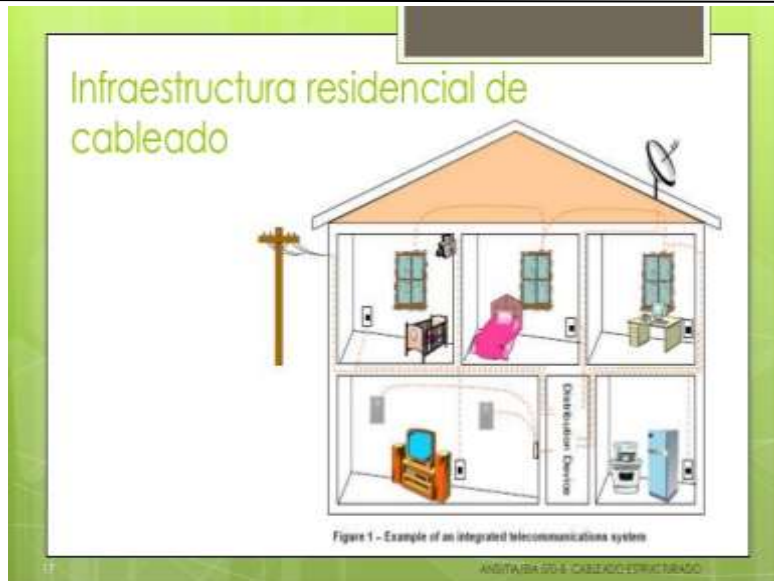 Infraestructura residencial de
cableado
Distribution Device
Figure 1 – Example of an integrated telecommunications system
17
ANSI/TIA/EIA 570-B CABLEADO ESTRUCTURADO